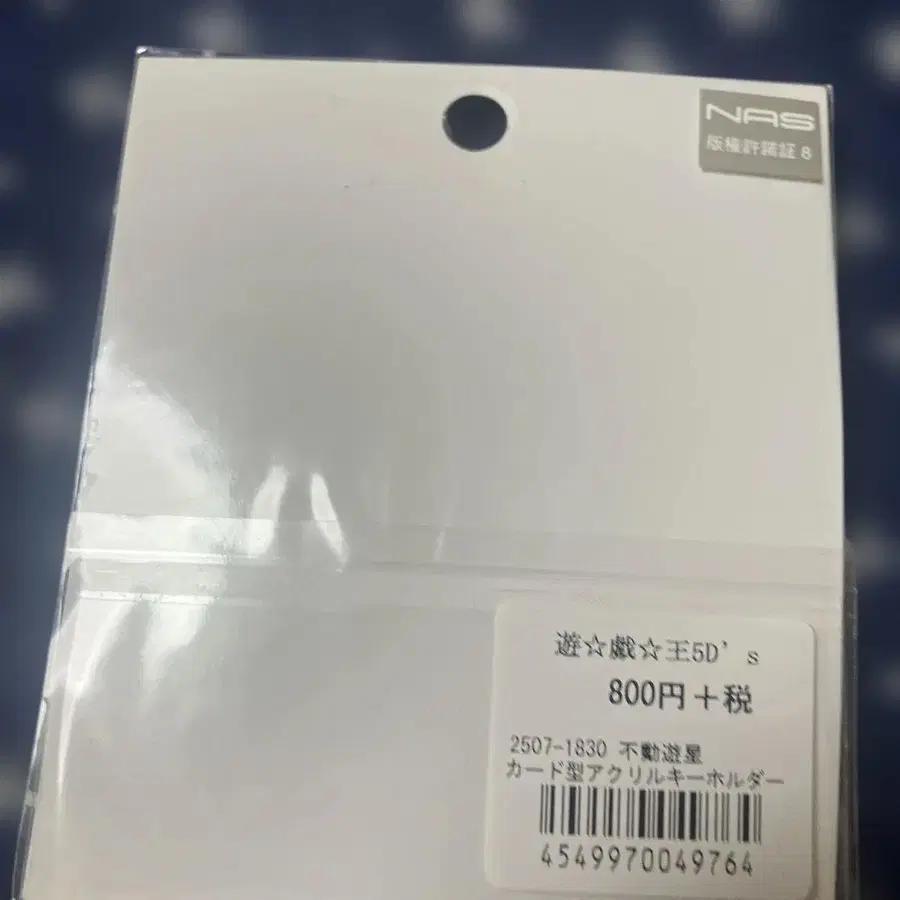 NAS
版権許諾証 8
遊☆戯☆王5D's
800円+税
2507-1830 不動遊星
カード型アクリルキーホルダー
4549970049764